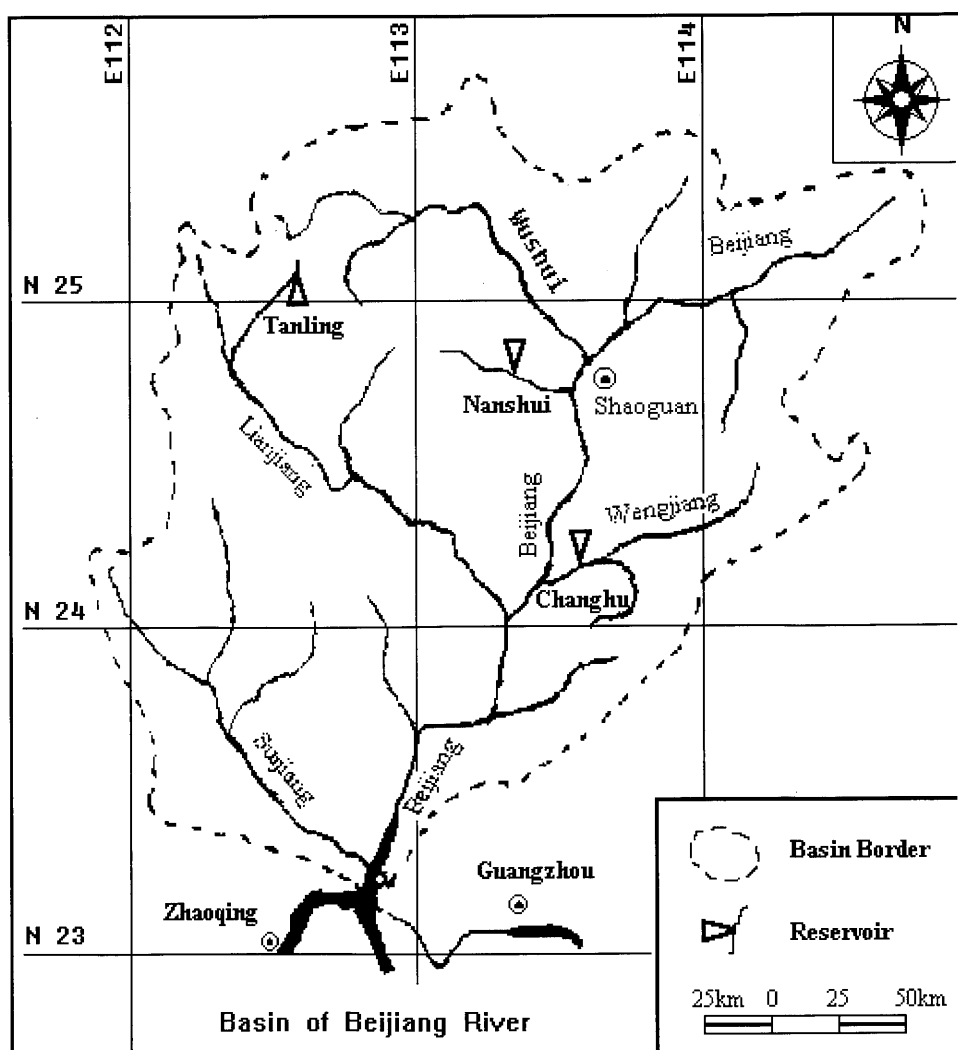 E112
E113
E114
N
Wushui
Beijiang
N 25
Tanling
Nanshui
Shaoguan
Lianjiang
Beijiang
Wengjiang
Changhu
N 24
Suijiang
Beijiang
Guangzhou
Zhaoqing
N 23
Basin Border
Reservoir
25km 0 25 50km
Basin of Beijiang River